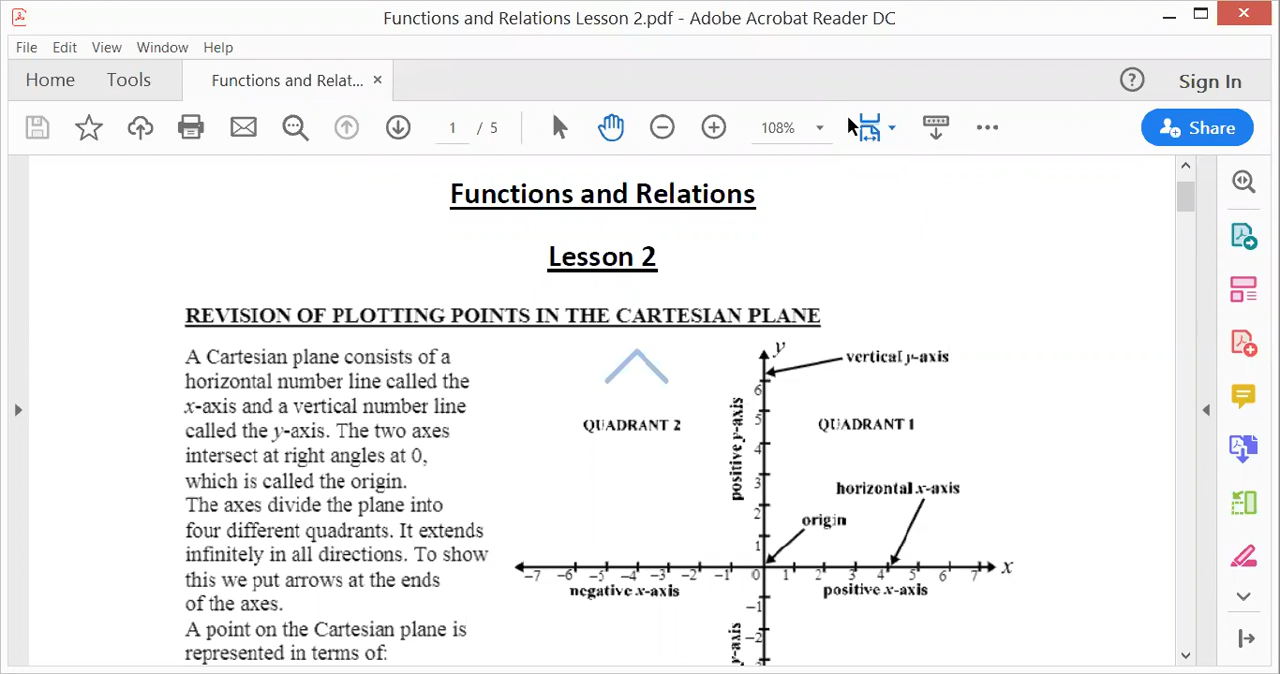 Functions and Relations Lesson 2.pdf - Adobe Acrobat Reader DC
File Edit View Window Help
Home Tools Functions and Relat... × ? Sign In
1 / 5 108% Share
Functions and Relations
Lesson 2
REVISION OF PLOTTING POINTS IN THE CARTESIAN PLANE
A Cartesian plane consists of a
horizontal number line called the
x-axis and a vertical number line
called the y-axis. The two axes
intersect at right angles at 0,
which is called the origin.
The axes divide the plane into
four different quadrants. It extends
infinitely in all directions. To show
this we put arrows at the ends
of the axes.
A point on the Cartesian plane is
represented in terms of:
y
vertical y-axis
QUADRANT 2
QUADRANT 1
positive y-axis
horizontal x-axis
origin
6
5
4
3
2
1
-7 -6 -5 -4 -3 -2 -1 0 1 2 3 4 5 6 7 x
negative x-axis
positive x-axis
-1
-2
y-axis